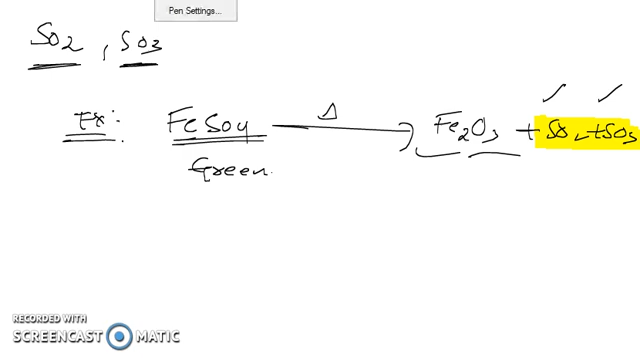 Pen Settings...
SO2 , SO3
Ex:- FeSO4 Δ → Fe2O3 + SO2 + SO3
Green.
RECORDED WITH
SCREENCAST MATIC